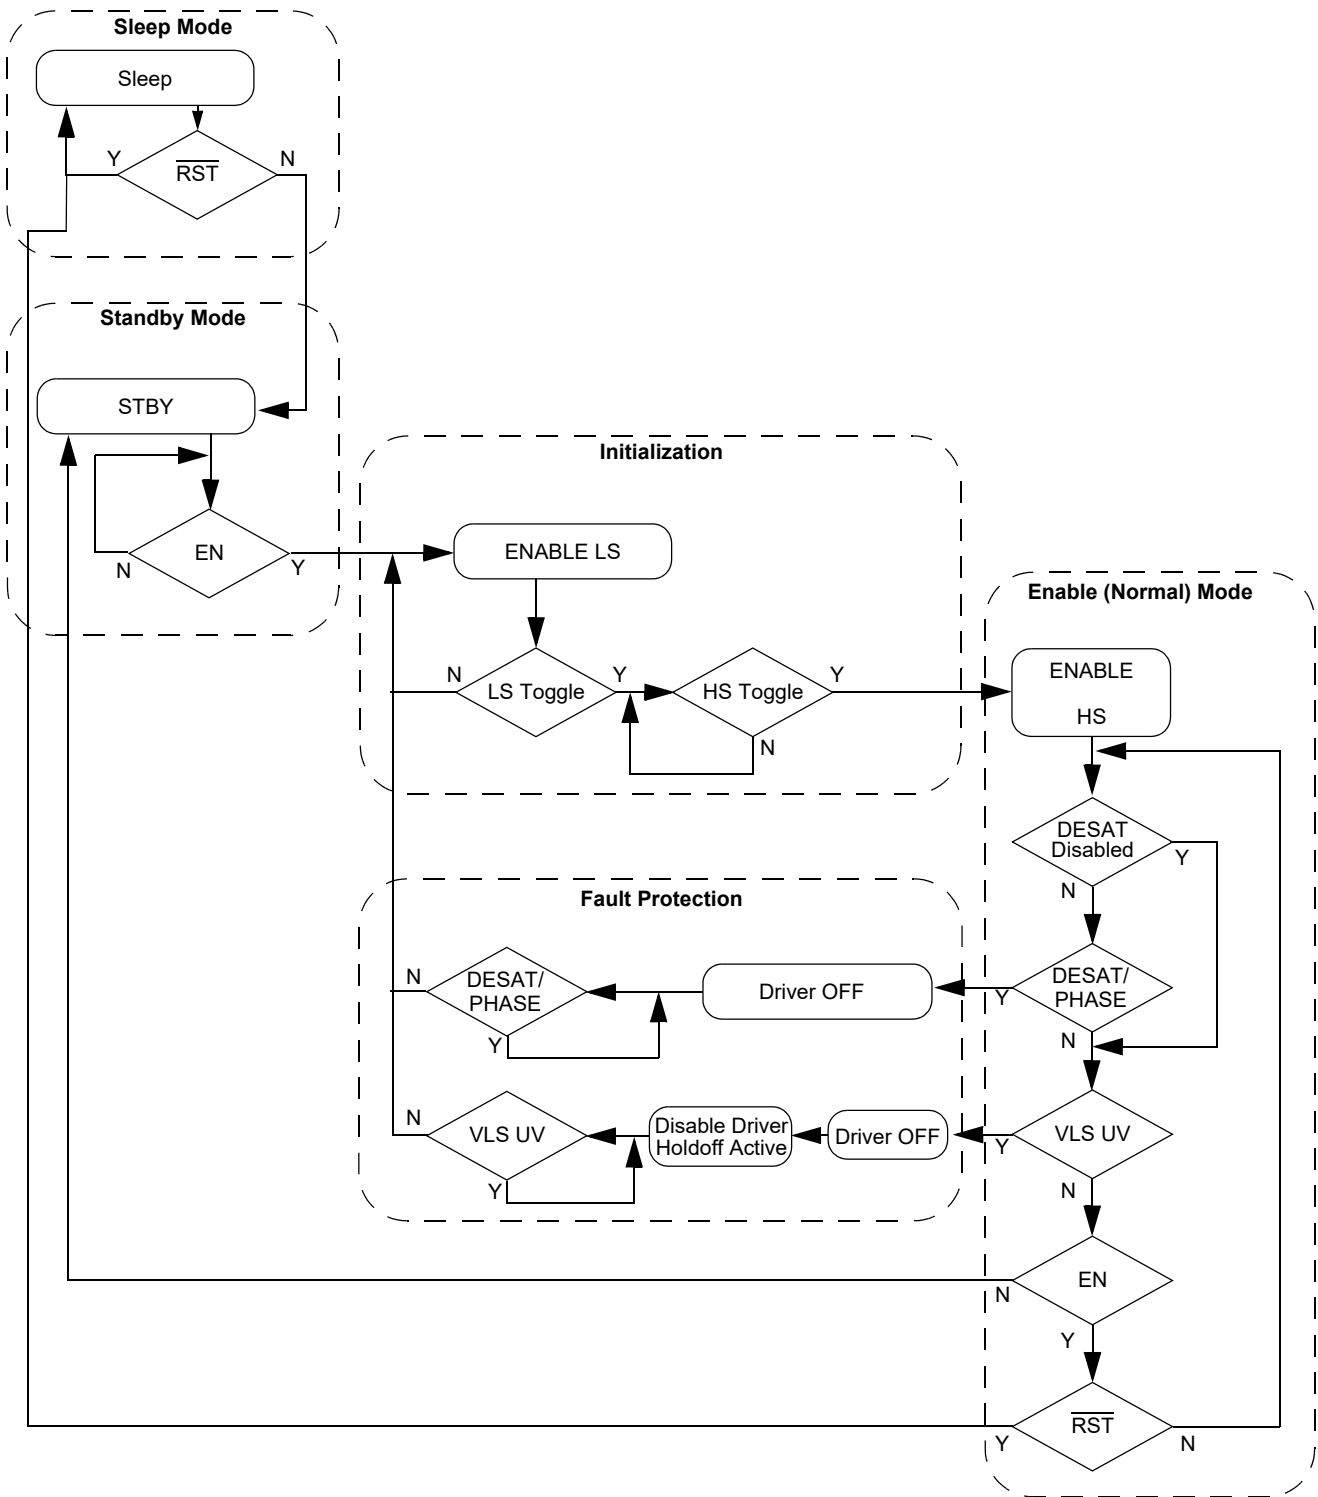 Sleep Mode
Sleep
Y
RST
N
Standby Mode
STBY
EN
N
Y
Initialization
ENABLE LS
N
LS Toggle
Y
HS Toggle
Y
N
Enable (Normal) Mode
ENABLE
HS
DESAT
Disabled
Y
N
DESAT/
PHASE
Y
N
VLS UV
Y
N
EN
N
Y
RST
Y
N
Fault Protection
N
DESAT/
PHASE
Y
Driver OFF
N
VLS UV
Y
Disable Driver
Holdoff Active
Driver OFF